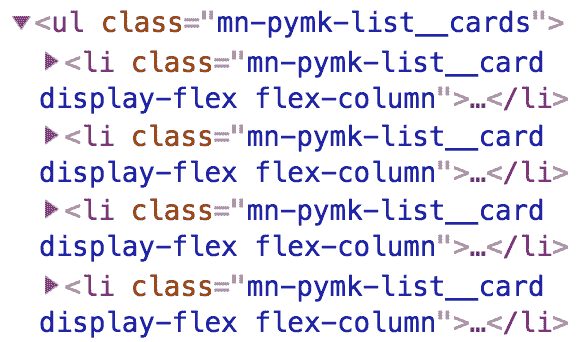 ▼<ul class="mn-pymk-list__cards">
▶<li class="mn-pymk-list__card
display-flex flex-column">…</li>
▶<li class="mn-pymk-list__card
display-flex flex-column">…</li>
▶<li class="mn-pymk-list__card
display-flex flex-column">…</li>
▶<li class="mn-pymk-list__card
display-flex flex-column">…</li>